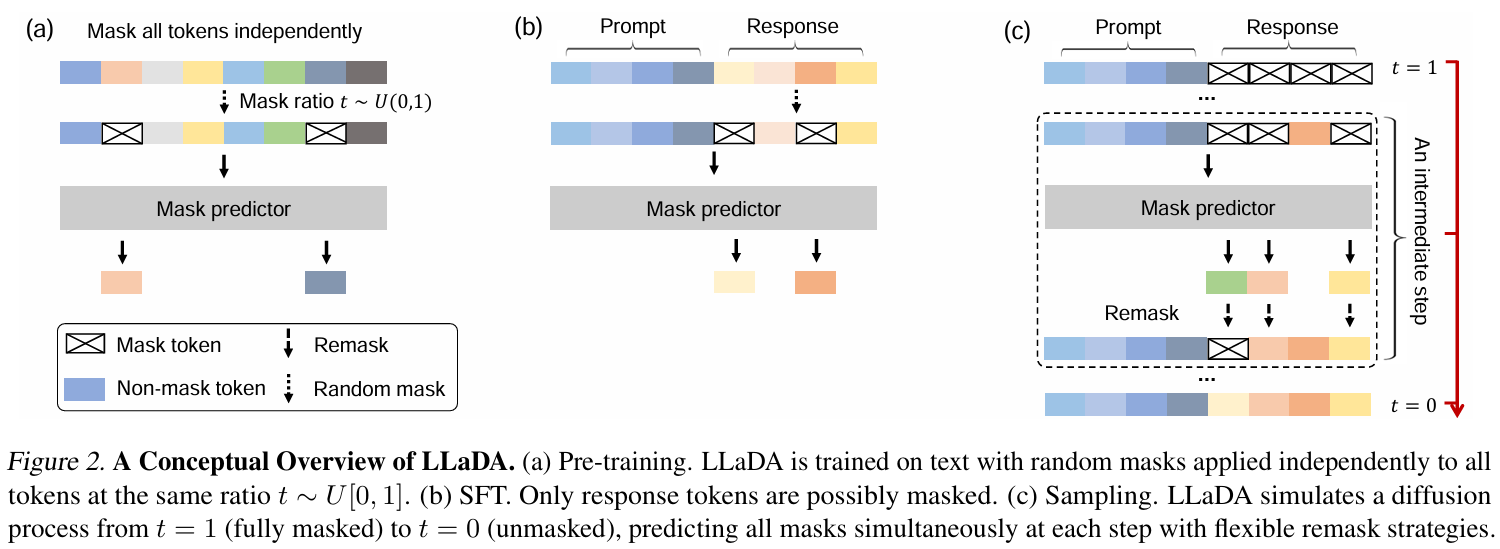 (a)
Mask all tokens independently
Mask ratio t ~ U(0,1)
Mask predictor
Mask token
Remask
Non-mask token
Random mask
(b)
Prompt
Response
Mask predictor
(c)
Prompt
Response
t = 1
...
Mask predictor
Remask
An intermediate step
...
t = 0
Figure 2. A Conceptual Overview of LLaDA. (a) Pre-training. LLaDA is trained on text with random masks applied independently to all
tokens at the same ratio t ∼ U[0, 1]. (b) SFT. Only response tokens are possibly masked. (c) Sampling. LLaDA simulates a diffusion
process from t = 1 (fully masked) to t = 0 (unmasked), predicting all masks simultaneously at each step with flexible remask strategies.